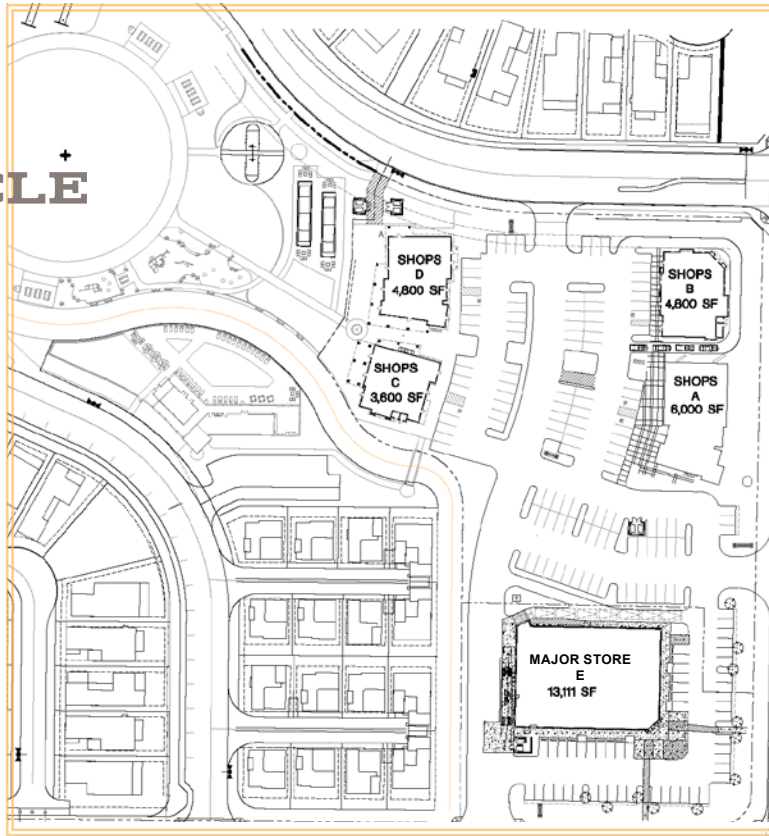 CLE
SHOPS
D
4,800 SF
SHOPS
B
4,800 SF
SHOPS
C
3,600 SF
SHOPS
A
6,000 SF
MAJOR STORE
E
13,111 SF